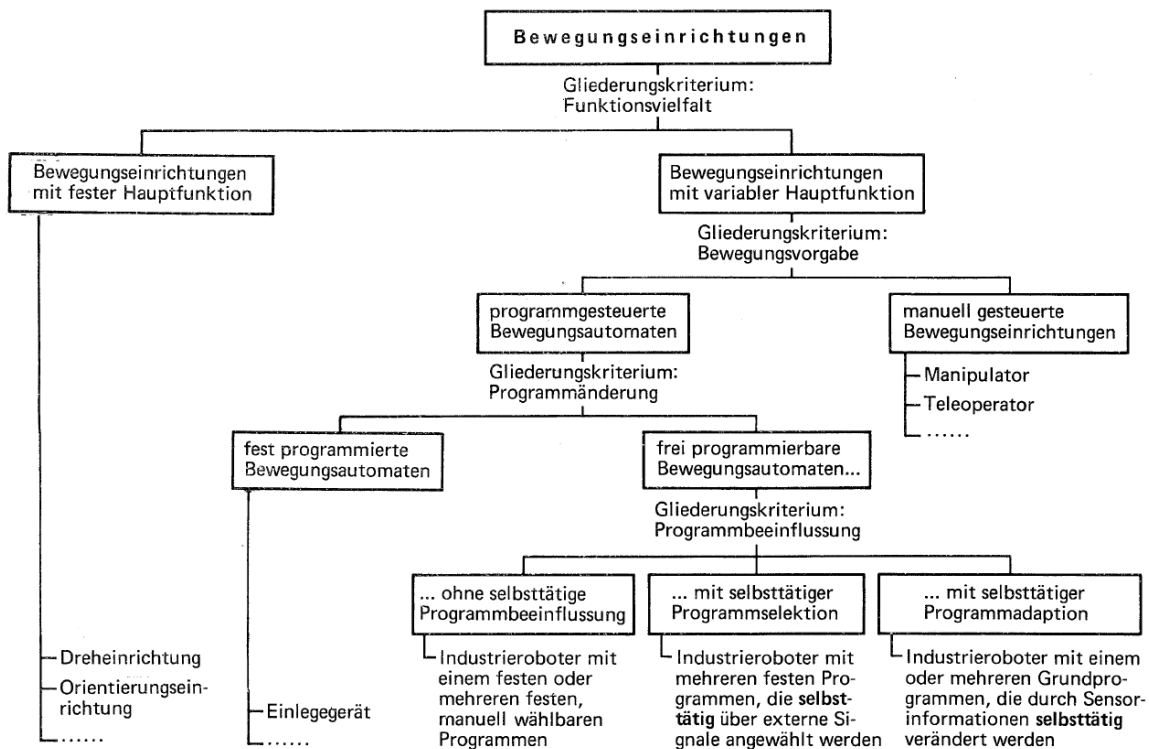 Bewegungseinrichtungen
Gliederungskriterium:
Funktionsvielfalt
Bewegungseinrichtungen
mit fester Hauptfunktion
Bewegungseinrichtungen
mit variabler Hauptfunktion
Gliederungskriterium:
Bewegungsvorgabe
programmgesteuerte
Bewegungsautomaten
manuell gesteuerte
Bewegungseinrichtungen
Manipulator
Teleoperator
......
Gliederungskriterium:
Programmänderung
fest programmierte
Bewegungsautomaten
frei programmierbare
Bewegungsautomaten...
Gliederungskriterium:
Programmbeeinflussung
... ohne selbsttätige
Programmbeeinflussung
... mit selbsttätiger
Programmselektion
... mit selbsttätiger
Programmadaption
Dreheinrichtung
Orientierungsein-
richtung
......
Einlegegerät
......
Industrieroboter mit
einem festen oder
mehreren festen,
manuell wählbaren
Programmen
Industrieroboter mit
mehreren festen Pro-
grammen, die selbst-
tätig über externe Si-
gnale angewählt werden
Industrieroboter mit einem
oder mehreren Grundpro-
grammen, die durch Sensor-
informationen selbsttätig
verändert werden